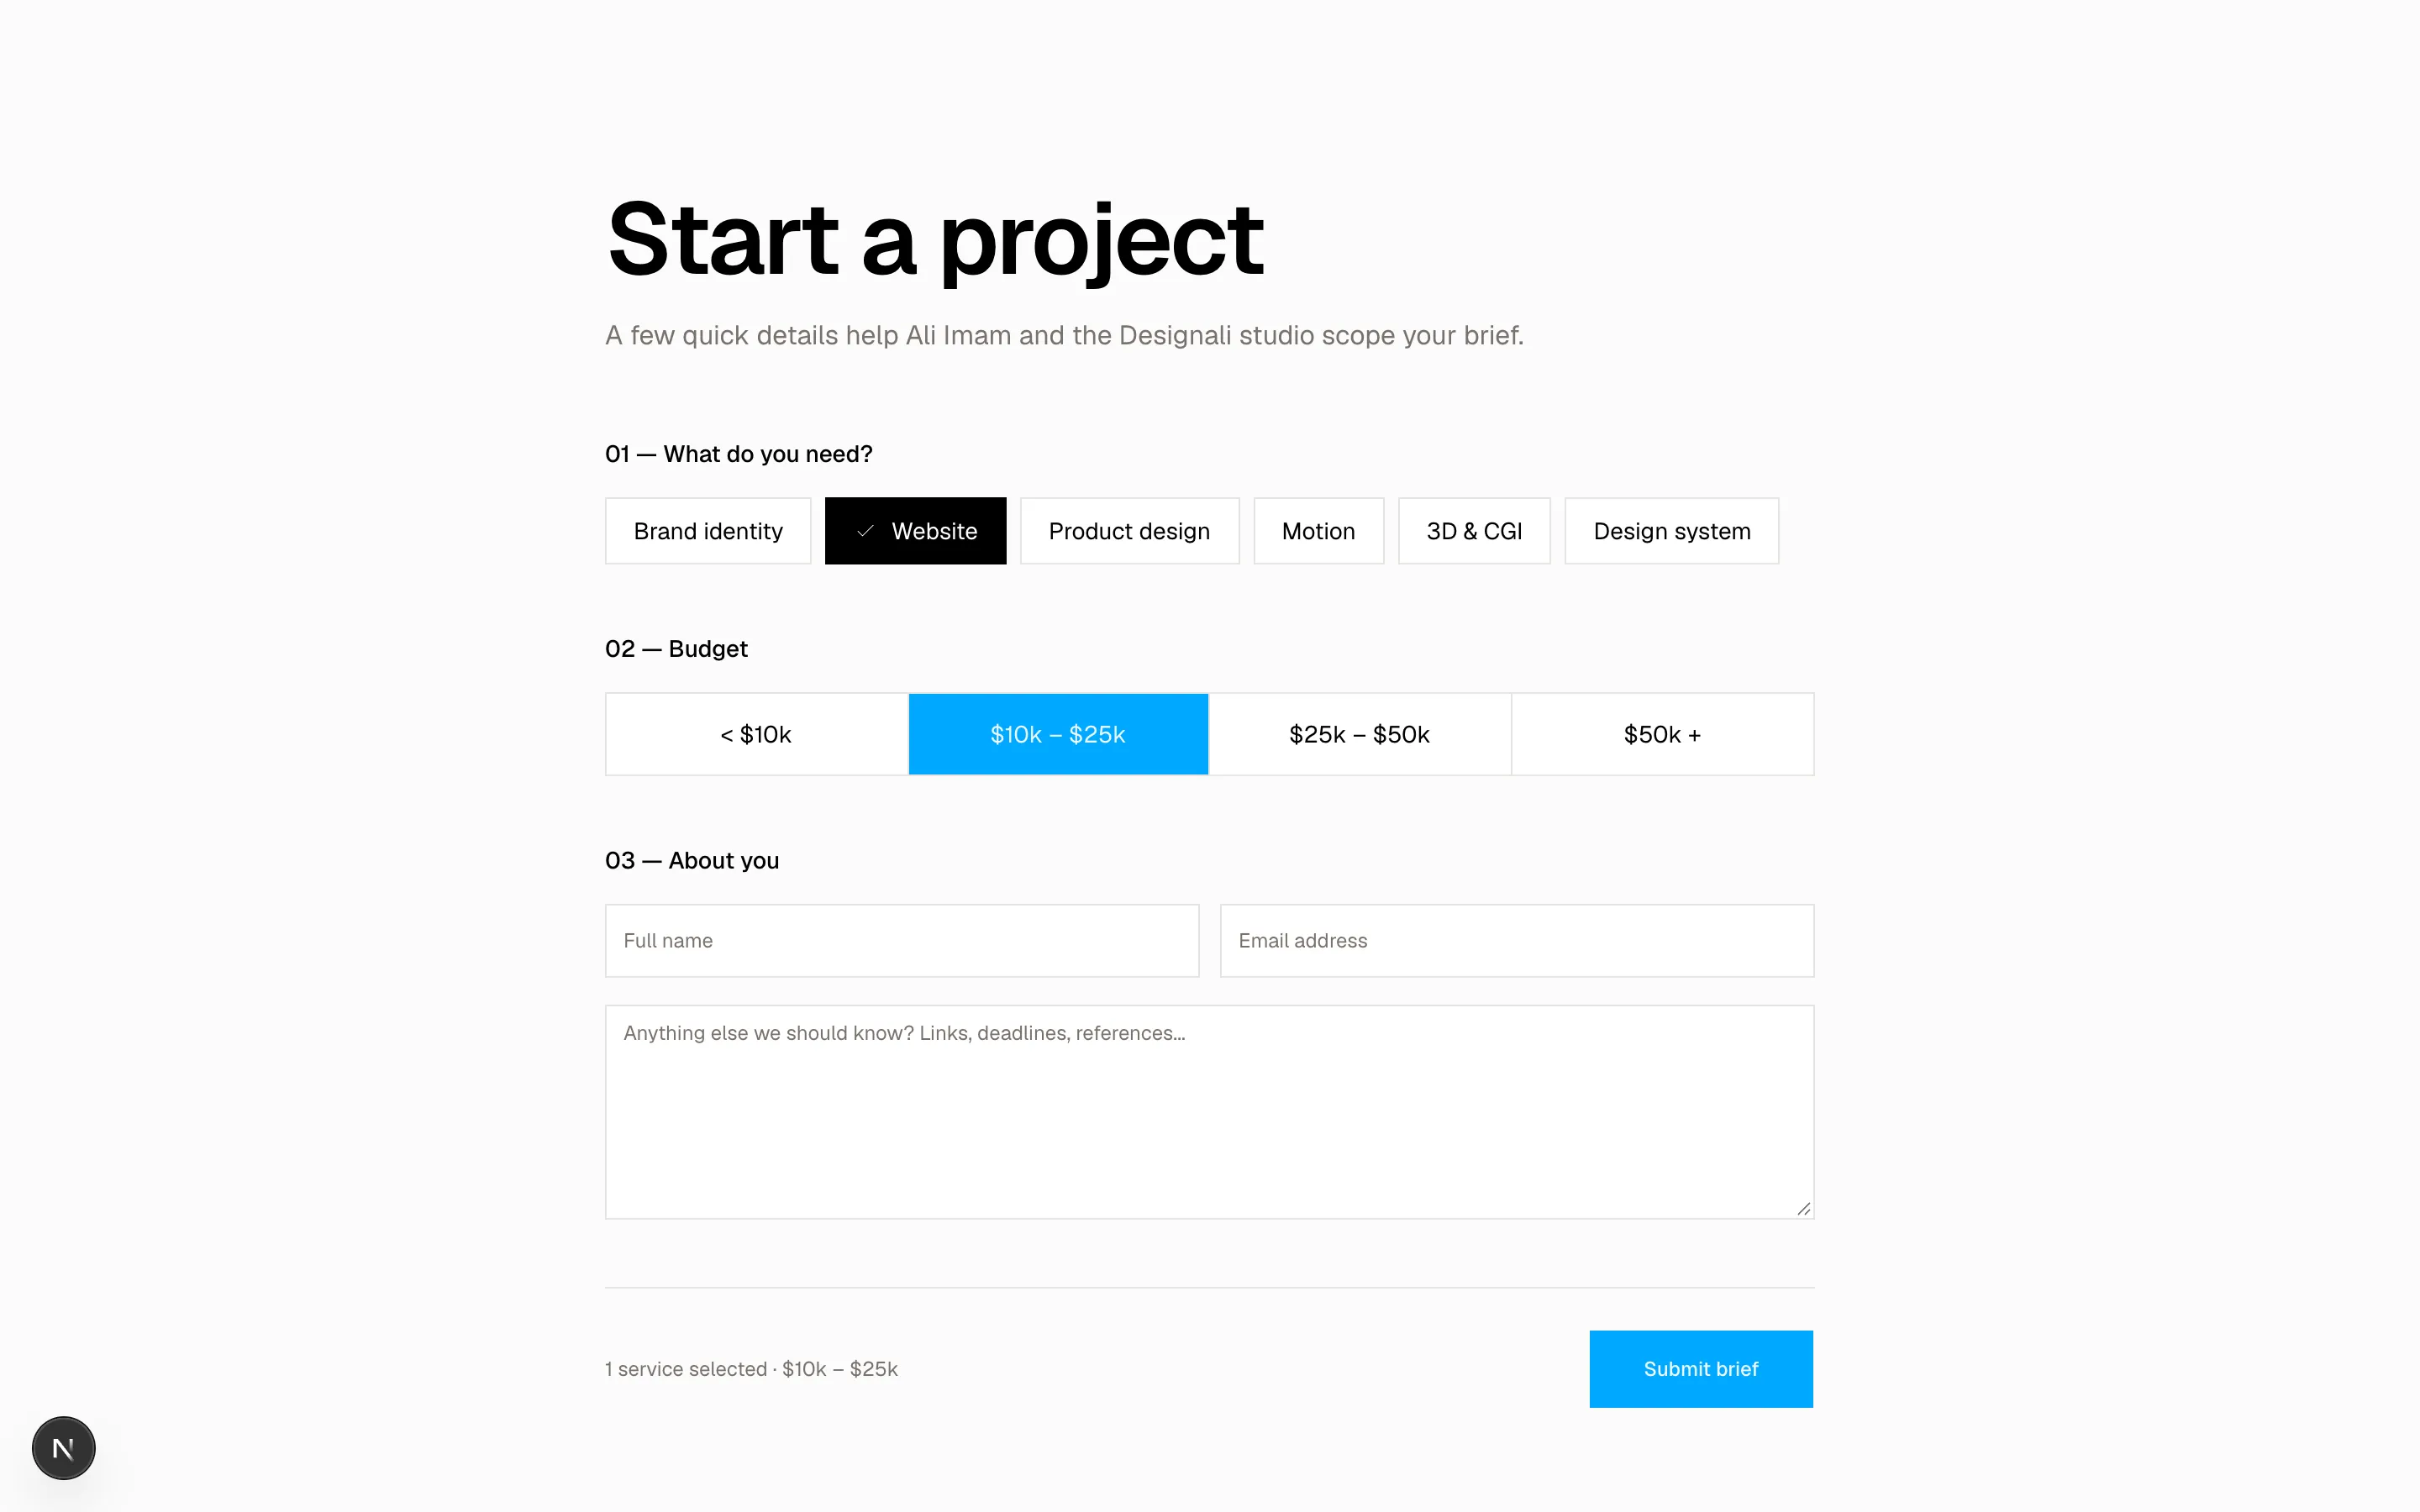 Start a project
A few quick details help Ali Imam and the Designali studio scope your brief.
01 — What do you need?
Brand identity
Website
Product design
Motion
3D & CGI
Design system
02 — Budget
< $10k
$10k – $25k
$25k – $50k
$50k +
03 — About you
Full name
Email address
Anything else we should know? Links, deadlines, references...
1 service selected · $10k – $25k
Submit brief
N